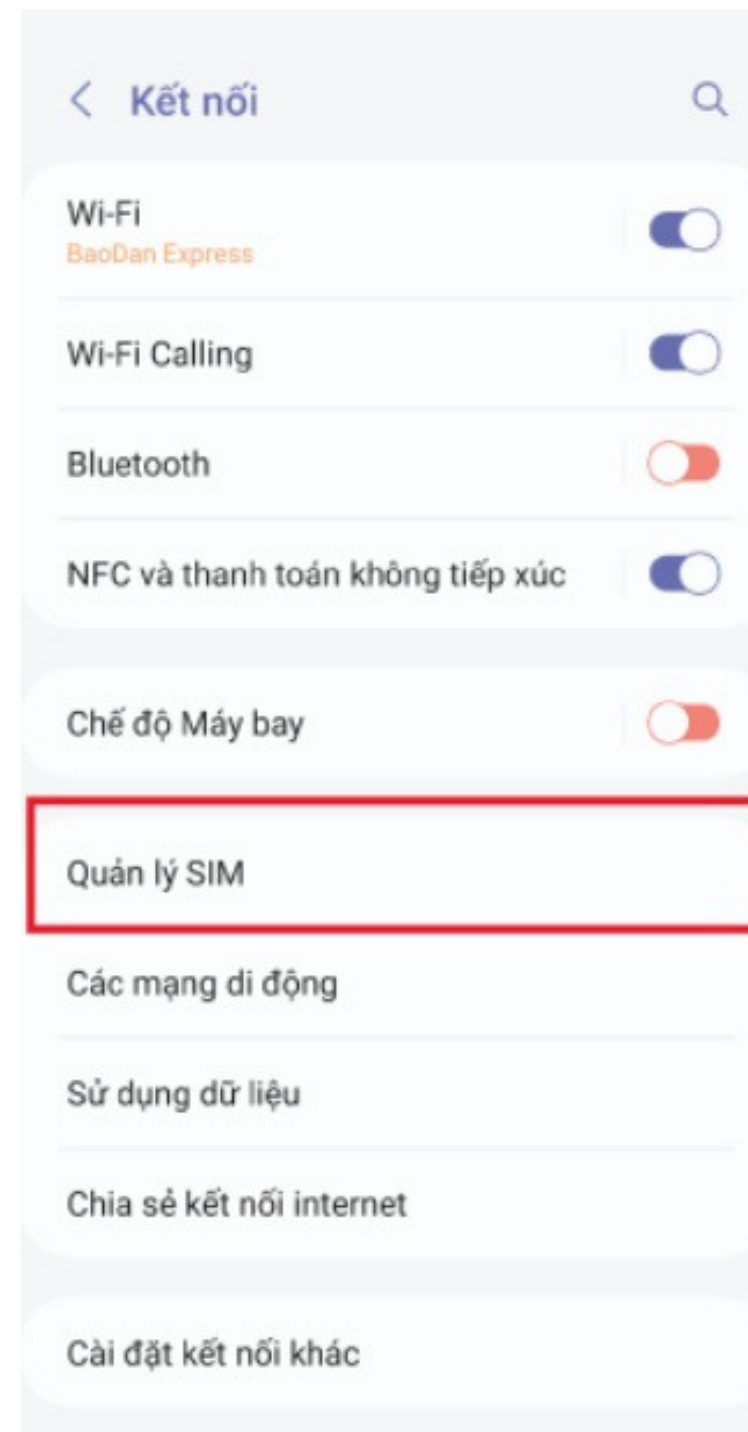 Kết nối
Wi-Fi
BaoDan Express
Wi-Fi Calling
Bluetooth
NFC và thanh toán không tiếp xúc
Chế độ Máy bay
Quản lý SIM
Các mạng di động
Sử dụng dữ liệu
Chia sẻ kết nối internet
Cài đặt kết nối khác